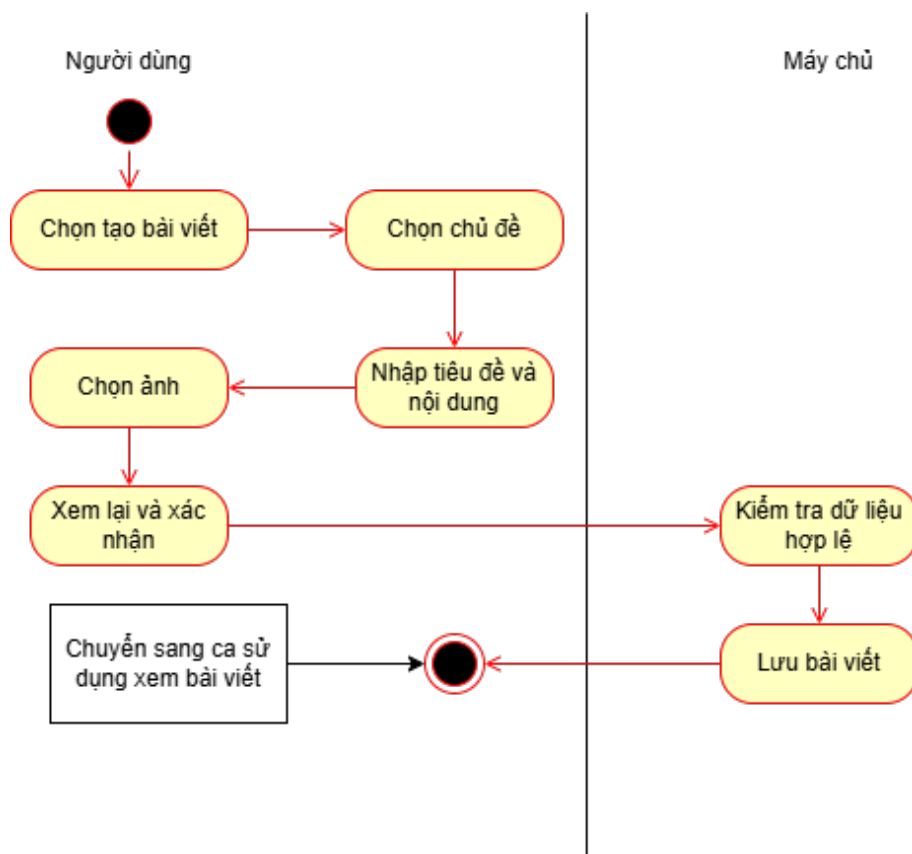 Người dùng
Máy chủ
Chọn tạo bài viết
Chọn chủ đề
Nhập tiêu đề và
nội dung
Chọn ảnh
Xem lại và xác
nhận
Kiểm tra dữ liệu
hợp lệ
Chuyển sang ca sử
dụng xem bài viết
Lưu bài viết